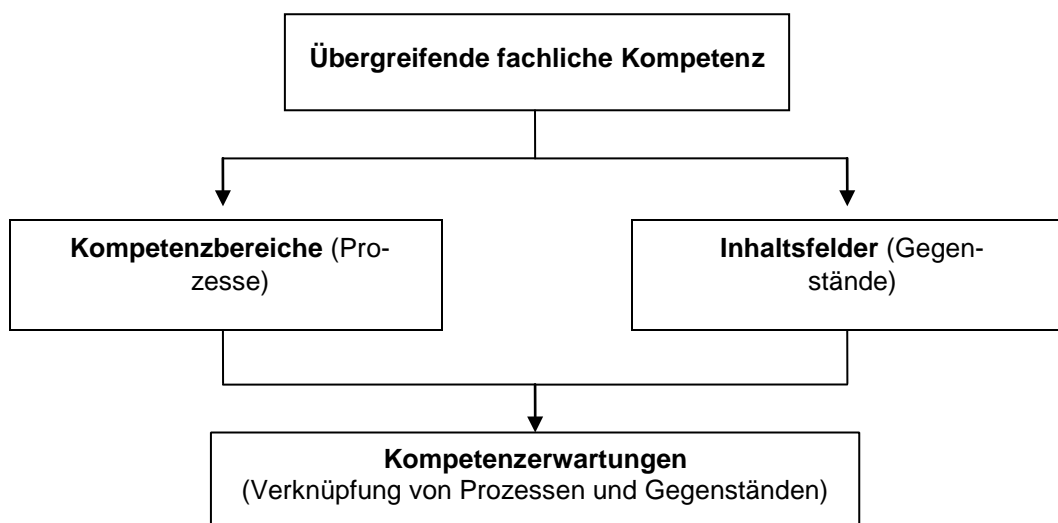 Übergreifende fachliche Kompetenz
Kompetenzbereiche (Pro-
zesse)
Inhaltsfelder (Gegen-
stände)
Kompetenzerwartungen
(Verknüpfung von Prozessen und Gegenständen)